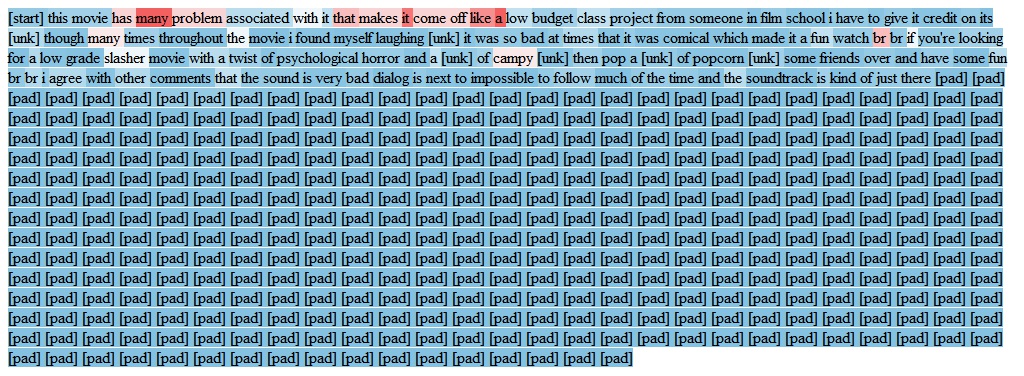 [start] this movie has many problem associated with it that makes it come off like a low budget class project from someone in film school i have to give it credit on its
[unk] though many times throughout the movie i found myself laughing [unk] it was so bad at times that it was comical which made it a fun watch br br if you're looking
for a low grade slasher movie with a twist of psychological horror and a [unk] of campy [unk] then pop a [unk] of popcorn [unk] some friends over and have some fun
br br i agree with other comments that the sound is very bad dialog is next to impossible to follow much of the time and the soundtrack is kind of just there [pad] [pad]
[pad] [pad] [pad] [pad] [pad] [pad] [pad] [pad] [pad] [pad] [pad] [pad] [pad] [pad] [pad] [pad] [pad] [pad] [pad] [pad] [pad] [pad] [pad] [pad] [pad] [pad] [pad]
[pad] [pad] [pad] [pad] [pad] [pad] [pad] [pad] [pad] [pad] [pad] [pad] [pad] [pad] [pad] [pad] [pad] [pad] [pad] [pad] [pad] [pad] [pad] [pad] [pad] [pad] [pad]
[pad] [pad] [pad] [pad] [pad] [pad] [pad] [pad] [pad] [pad] [pad] [pad] [pad] [pad] [pad] [pad] [pad] [pad] [pad] [pad] [pad] [pad] [pad] [pad] [pad] [pad] [pad]
[pad] [pad] [pad] [pad] [pad] [pad] [pad] [pad] [pad] [pad] [pad] [pad] [pad] [pad] [pad] [pad] [pad] [pad] [pad] [pad] [pad] [pad] [pad] [pad] [pad] [pad] [pad]
[pad] [pad] [pad] [pad] [pad] [pad] [pad] [pad] [pad] [pad] [pad] [pad] [pad] [pad] [pad] [pad] [pad] [pad] [pad] [pad] [pad] [pad] [pad] [pad] [pad] [pad] [pad]
[pad] [pad] [pad] [pad] [pad] [pad] [pad] [pad] [pad] [pad] [pad] [pad] [pad] [pad] [pad] [pad] [pad] [pad] [pad] [pad] [pad] [pad] [pad] [pad] [pad] [pad] [pad]
[pad] [pad] [pad] [pad] [pad] [pad] [pad] [pad] [pad] [pad] [pad] [pad] [pad] [pad] [pad] [pad] [pad] [pad] [pad] [pad] [pad] [pad] [pad] [pad] [pad] [pad] [pad]
[pad] [pad] [pad] [pad] [pad] [pad] [pad] [pad] [pad] [pad] [pad] [pad] [pad] [pad] [pad] [pad] [pad] [pad] [pad] [pad] [pad] [pad] [pad] [pad] [pad] [pad] [pad]
[pad] [pad] [pad] [pad] [pad] [pad] [pad] [pad] [pad] [pad] [pad] [pad] [pad] [pad] [pad] [pad] [pad] [pad] [pad] [pad] [pad] [pad] [pad] [pad] [pad] [pad] [pad]
[pad] [pad] [pad] [pad] [pad] [pad] [pad] [pad] [pad] [pad] [pad] [pad] [pad] [pad] [pad] [pad] [pad] [pad] [pad] [pad] [pad] [pad] [pad] [pad] [pad] [pad] [pad]
[pad] [pad] [pad] [pad] [pad] [pad] [pad] [pad] [pad] [pad] [pad] [pad] [pad] [pad] [pad] [pad] [pad] [pad] [pad] [pad] [pad] [pad] [pad] [pad] [pad] [pad] [pad]
[pad] [pad] [pad] [pad] [pad] [pad] [pad] [pad] [pad] [pad] [pad] [pad] [pad] [pad] [pad] [pad] [pad] [pad] [pad] [pad] [pad] [pad] [pad] [pad] [pad] [pad] [pad]
[pad] [pad] [pad] [pad] [pad] [pad] [pad] [pad] [pad] [pad] [pad] [pad] [pad] [pad] [pad] [pad] [pad] [pad] [pad] [pad] [pad] [pad] [pad] [pad] [pad] [pad] [pad]
[pad] [pad] [pad] [pad] [pad] [pad] [pad] [pad] [pad] [pad] [pad] [pad] [pad] [pad] [pad] [pad] [pad]